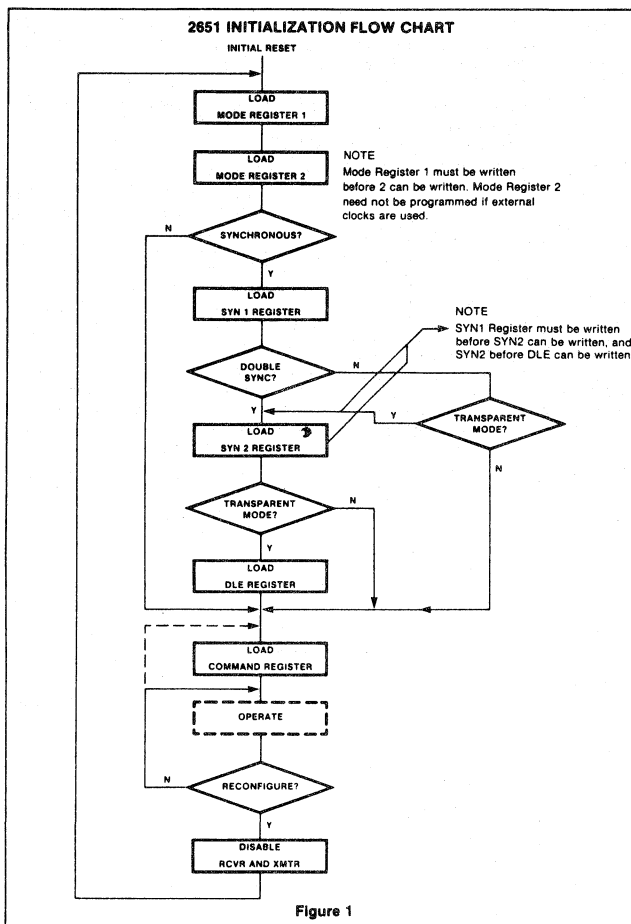 2651 INITIALIZATION FLOW CHART
INITIAL RESET
LOAD
MODE REGISTER 1
LOAD
MODE REGISTER 2
NOTE
Mode Register 1 must be written
before 2 can be written. Mode Register 2
need not be programmed if external
clocks are used.
N
SYNCHRONOUS?
Y
LOAD
SYN 1 REGISTER
NOTE
SYN1 Register must be written
before SYN2 can be written, and
SYN2 before DLE can be written
DOUBLE
SYNC?
N
Y
Y
TRANSPARENT
MODE?
LOAD
SYN 2 REGISTER
N
TRANSPARENT
MODE?
N
Y
LOAD
DLE REGISTER
LOAD
COMMAND REGISTER
OPERATE
N
RECONFIGURE?
Y
DISABLE
RCVR AND XMTR
Figure 1